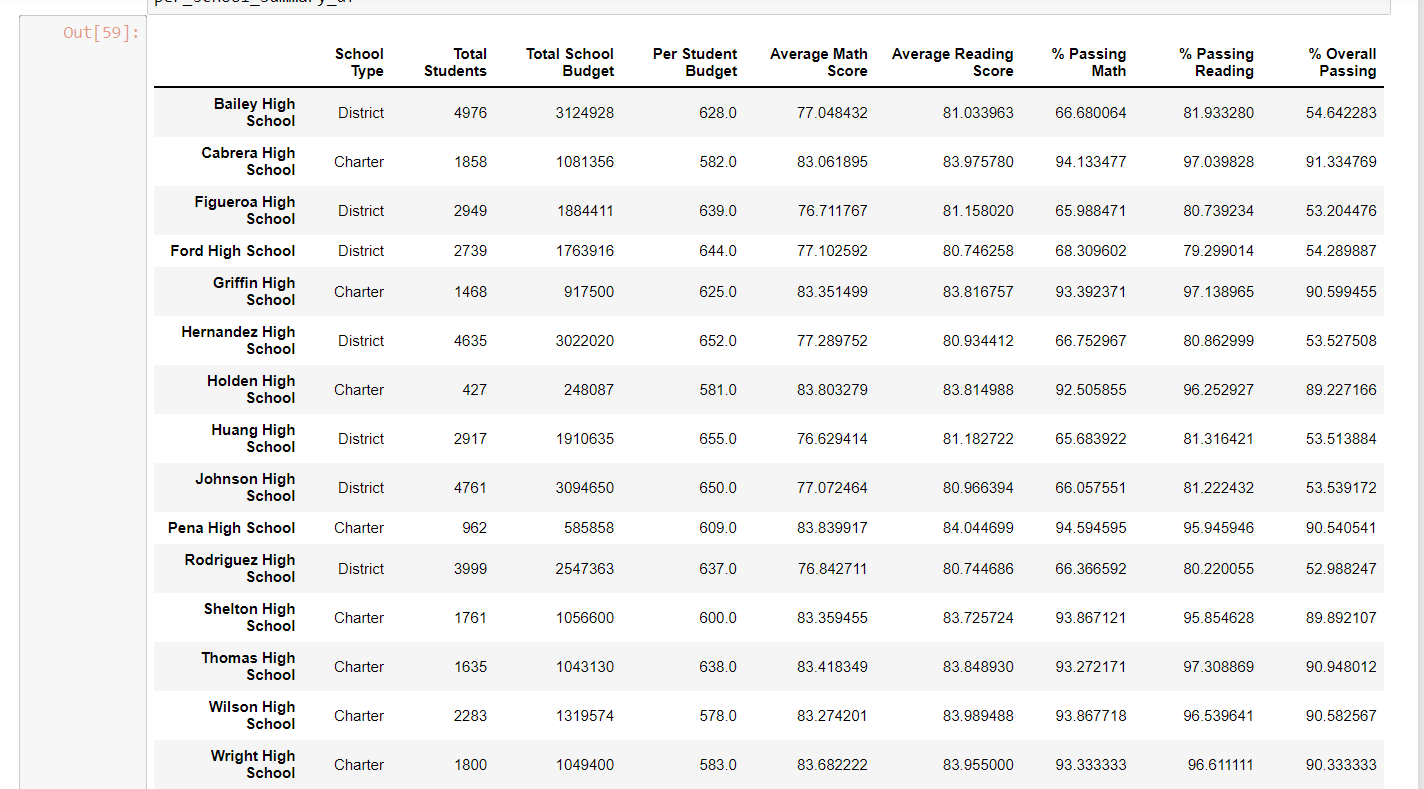 per_school_summary_df
Out[59]:
School Type Total Students Total School Budget Per Student Budget Average Math Score Average Reading Score % Passing Math % Passing Reading % Overall Passing
Bailey High School District 4976 3124928 628.0 77.048432 81.033963 66.680064 81.933280 54.642283
Cabrera High School Charter 1858 1081356 582.0 83.061895 83.975780 94.133477 97.039828 91.334769
Figueroa High School District 2949 1884411 639.0 76.711767 81.158020 65.988471 80.739234 53.204476
Ford High School District 2739 1763916 644.0 77.102592 80.746258 68.309602 79.299014 54.289887
Griffin High School Charter 1468 917500 625.0 83.351499 83.816757 93.392371 97.138965 90.599455
Hernandez High School District 4635 3022020 652.0 77.289752 80.934412 66.752967 80.862999 53.527508
Holden High School Charter 427 248087 581.0 83.803279 83.814988 92.505855 96.252927 89.227166
Huang High School District 2917 1910635 655.0 76.629414 81.182722 65.683922 81.316421 53.513884
Johnson High School District 4761 3094650 650.0 77.072464 80.966394 66.057551 81.222432 53.539172
Pena High School Charter 962 585858 609.0 83.839917 84.044699 94.594595 95.945946 90.540541
Rodriguez High School District 3999 2547363 637.0 76.842711 80.744686 66.366592 80.220055 52.988247
Shelton High School Charter 1761 1056600 600.0 83.359455 83.725724 93.867121 95.854628 89.892107
Thomas High School Charter 1635 1043130 638.0 83.418349 83.848930 93.272171 97.308869 90.948012
Wilson High School Charter 2283 1319574 578.0 83.274201 83.989488 93.867718 96.539641 90.582567
Wright High School Charter 1800 1049400 583.0 83.682222 83.955000 93.333333 96.611111 90.333333